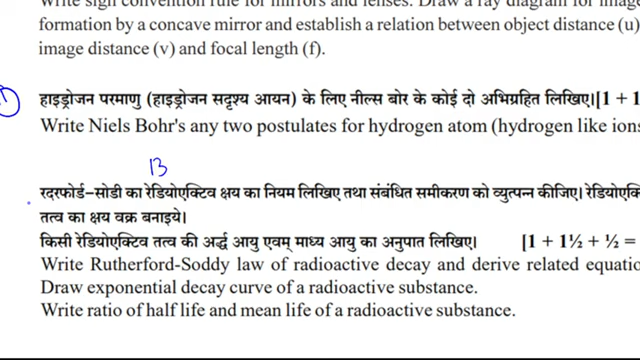 Write sign convention rule for mirrors and lenses. Draw a ray diagram for image
formation by a concave mirror and establish a relation between object distance (u)
image distance (v) and focal length (f).
हाइड्रोजन परमाणु (हाइड्रोजन सदृश्य आयन) के लिए नील्स बोर के कोई दो अभिग्रहित लिखिए।[1 + 1
Write Niels Bohr's any two postulates for hydrogen atom (hydrogen like ions
13
रदरफोर्ड–सोडी का रेडियोएक्टिव क्षय का नियम लिखिए तथा संबंधित समीकरण को व्युत्पन्न कीजिए। रेडियोएक्
तत्व का क्षय वक्र बनाइये।
किसी रेडियोएक्टिव तत्व की अर्द्ध आयु एवम् माध्य आयु का अनुपात लिखिए। [1 + 1½ + ½ =
Write Rutherford-Soddy law of radioactive decay and derive related equatio
Draw exponential decay curve of a radioactive substance.
Write ratio of half life and mean life of a radioactive substance.